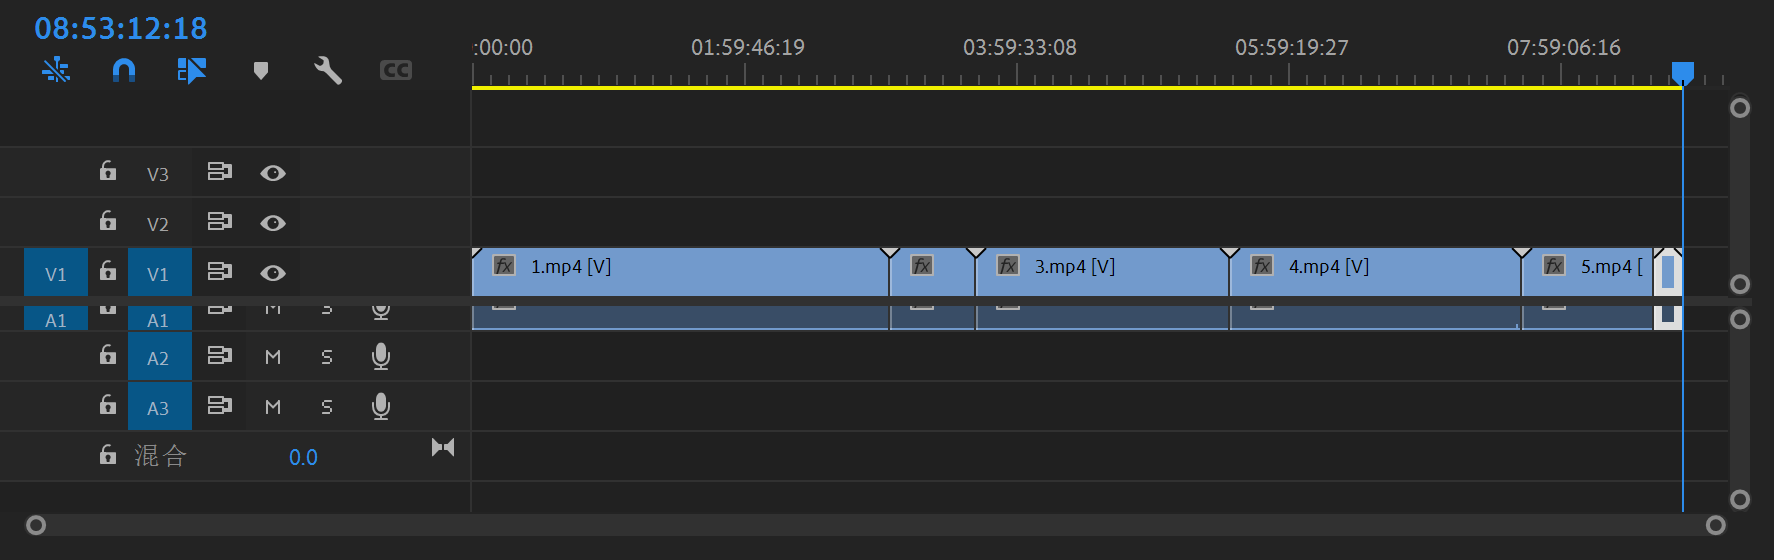 08:53:12:18
:00:00 01:59:46:19 03:59:33:08 05:59:19:27 07:59:06:16
CC
V3
V2
V1 V1 fx 1.mp4 [V] fx fx 3.mp4 [V] fx 4.mp4 [V] fx 5.mp4 [
A1 A1 M S
A2 M S
A3 M S
混合 0.0